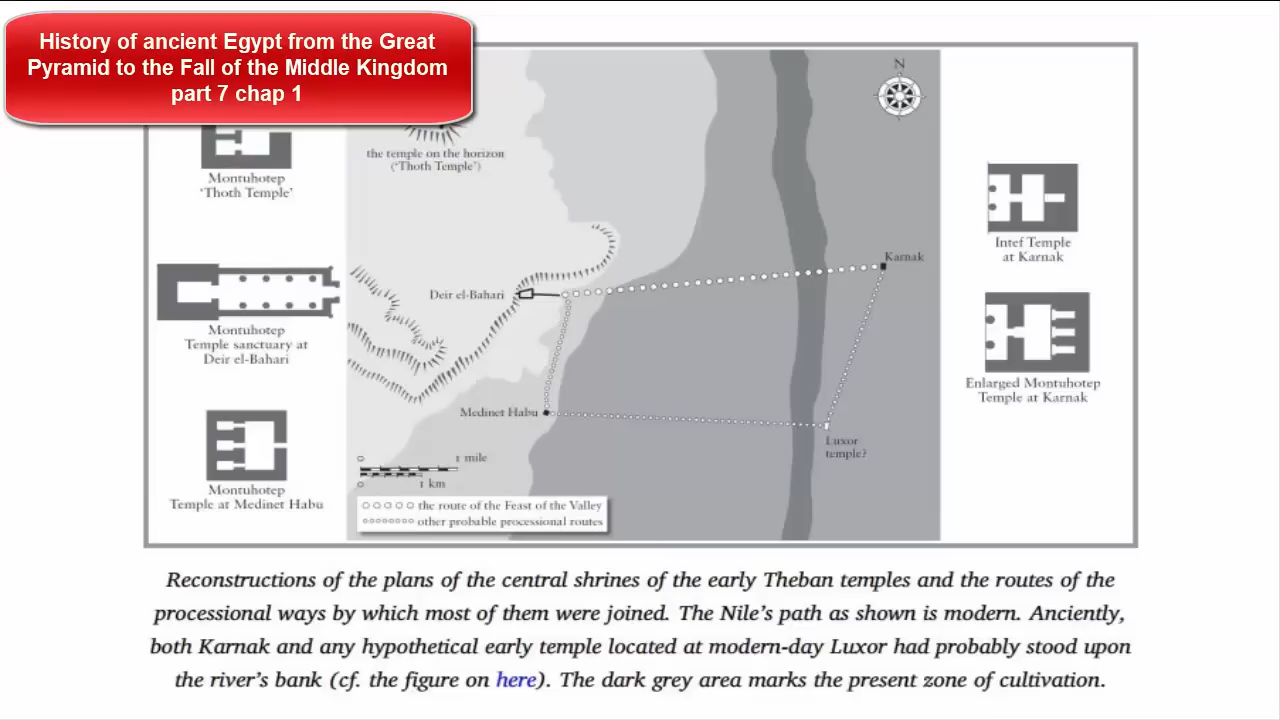 History of ancient Egypt from the Great
Pyramid to the Fall of the Middle Kingdom
part 7 chap 1
Montuhotep
‘Thoth Temple’
Montuhotep
Temple sanctuary at
Deir el-Bahari
Montuhotep
Temple at Medinet Habu
N
the temple on the horizon
(‘Thoth Temple’)
Karnak
Deir el-Bahari
Medinet Habu
Luxor
temple?
0
1 mile
0
1 km
the route of the Feast of the Valley
other probable processional routes
Intef Temple
at Karnak
Enlarged Montuhotep
Temple at Karnak
Reconstructions of the plans of the central shrines of the early Theban temples and the routes of the
processional ways by which most of them were joined. The Nile’s path as shown is modern. Anciently,
both Karnak and any hypothetical early temple located at modern-day Luxor had probably stood upon
the river’s bank (cf. the figure on here). The dark grey area marks the present zone of cultivation.